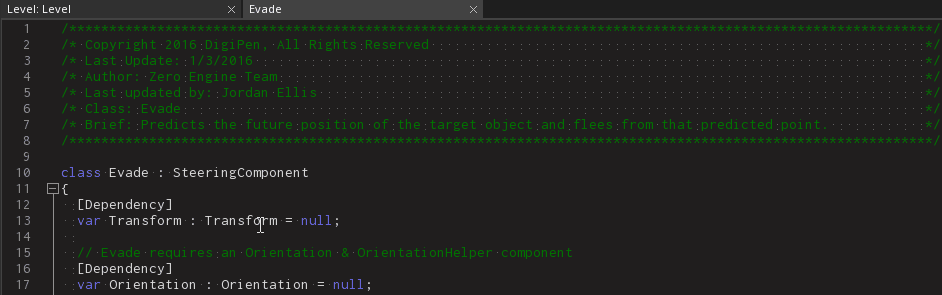 Level: Level × Evade ×
1 /******************************************************************************************************/
2 /* Copyright 2016 DigiPen, All Rights Reserved */
3 /* Last Update: 1/3/2016 */
4 /* Author: Zero Engine Team */
5 /* Last updated by: Jordan Ellis */
6 /* Class: Evade */
7 /* Brief: Predicts the future position of the target object and flees from that predicted point. */
8 /******************************************************************************************************/
9
10 class Evade : SteeringComponent
11 {
12 [Dependency]
13 var Transform : Transform = null;
14
15 // Evade requires an Orientation & OrientationHelper component
16 [Dependency]
17 var Orientation : Orientation = null;